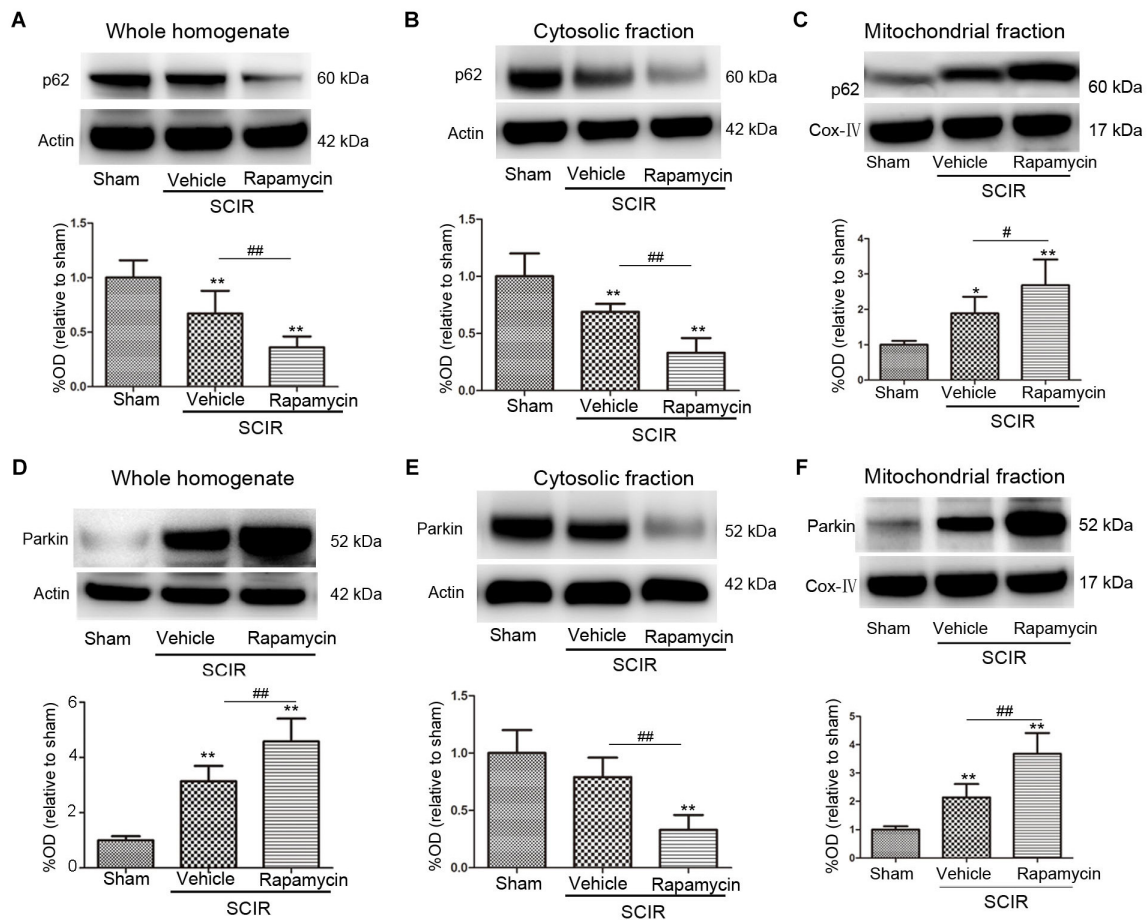 A
Whole homogenate
p62
60 kDa
Actin
42 kDa
Sham Vehicle Rapamycin
SCIR
%OD (relative to sham)
1.5
1.0
0.5
0.0
##
**
**
Sham Vehicle Rapamycin
SCIR
B
Cytosolic fraction
p62
60 kDa
Actin
42 kDa
Sham Vehicle Rapamycin
SCIR
%OD (relative to sham)
1.5
1.0
0.5
0.0
##
**
**
Sham Vehicle Rapamycin
SCIR
C
Mitochondrial fraction
p62
60 kDa
Cox-IV
17 kDa
Sham Vehicle Rapamycin
SCIR
%OD (relative to sham)
4
3
2
1
0
#
**
*
Sham Vehicle Rapamycin
SCIR
D
Whole homogenate
Parkin
52 kDa
Actin
42 kDa
Sham Vehicle Rapamycin
SCIR
%OD (relative to sham)
6
4
2
0
##
**
**
Sham Vehicle Rapamycin
SCIR
E
Cytosolic fraction
Parkin
52 kDa
Actin
42 kDa
Sham Vehicle Rapamycin
SCIR
%OD (relative to sham)
1.5
1.0
0.5
0.0
##
**
Sham Vehicle Rapamycin
SCIR
F
Mitochondrial fraction
Parkin
52 kDa
Cox-IV
17 kDa
Sham Vehicle Rapamycin
SCIR
%OD (relative to sham)
5
4
3
2
1
0
##
**
**
Sham Vehicle Rapamycin
SCIR